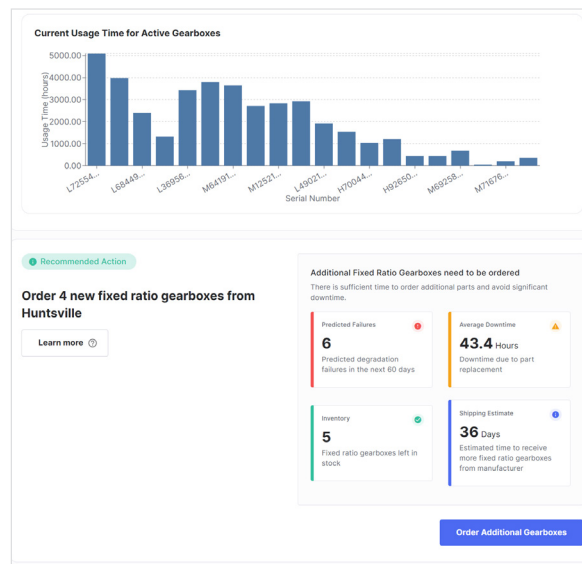 Current Usage Time for Active Gearboxes
5000.00
4000.00
3000.00
2000.00
1000.00
0.00
Usage Time (hours)
L72554...
L68449...
L36956...
M64191...
M12521...
L49021...
H70044...
H92650...
M69258...
M71676...
Serial Number
Recommended Action
Order 4 new fixed ratio gearboxes from
Huntsville
Learn more
Additional Fixed Ratio Gearboxes need to be ordered
There is sufficient time to order additional parts and avoid significant
downtime.
Predicted Failures
6
Predicted degradation
failures in the next 60 days
Average Downtime
43.4 Hours
Downtime due to part
replacement
Inventory
5
Fixed ratio gearboxes left in
stock
Shipping Estimate
36 Days
Estimated time to receive
more fixed ratio gearboxes
from manufacturer
Order Additional Gearboxes